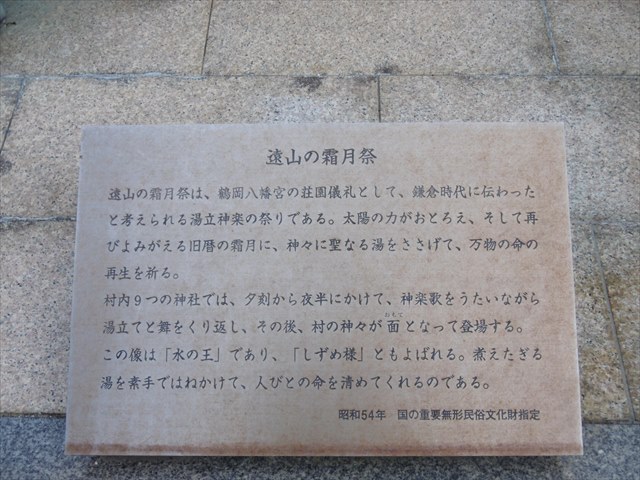 遠山の霜月祭
遠山の霜月祭は、鶴岡八幡宮の荘園儀礼として、鎌倉時代に伝わった
と考えられる湯立神楽の祭りである。太陽の力がおとろえ、そして再
びよみがえる旧暦の霜月に、神々に聖なる湯をささげて、万物の命の
再生を祈る。
村内9つの神社では、夕刻から夜半にかけて、神楽歌をうたいながら
おもて
湯立てと舞をくり返し、その後、村の神々が面となって登場する。
この像は「水の王」であり、「しずめ様」ともよばれる。煮えたぎる
湯を素手ではねかけて、人びとの命を清めてくれるのである。
昭和54年 国の重要無形民俗文化財指定